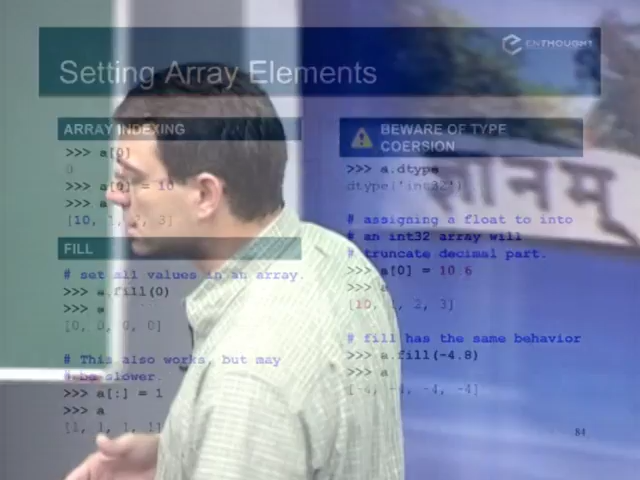 ENTHOUGHT
Setting Array Elements
ARRAY INDEXING
>>> a[0]
0
>>> a[0] = 10
>>> a
[10, 1, 2, 3]
FILL
# set all values in an array.
>>> a.fill(0)
>>> a
[0, 0, 0, 0]
# This also works, but may
# be slower.
>>> a[:] = 1
>>> a
[1, 1, 1, 1]
BEWARE OF TYPE
COERSION
>>> a.dtype
dtype('int32')
# assigning a float to into
# an int32 array will
# truncate decimal part.
>>> a[0] = 10.6
>>> a
[10, 1, 2, 3]
# fill has the same behavior
>>> a.fill(-4.8)
>>> a
[-4, -4, -4, -4]
ज्ञानम्
84